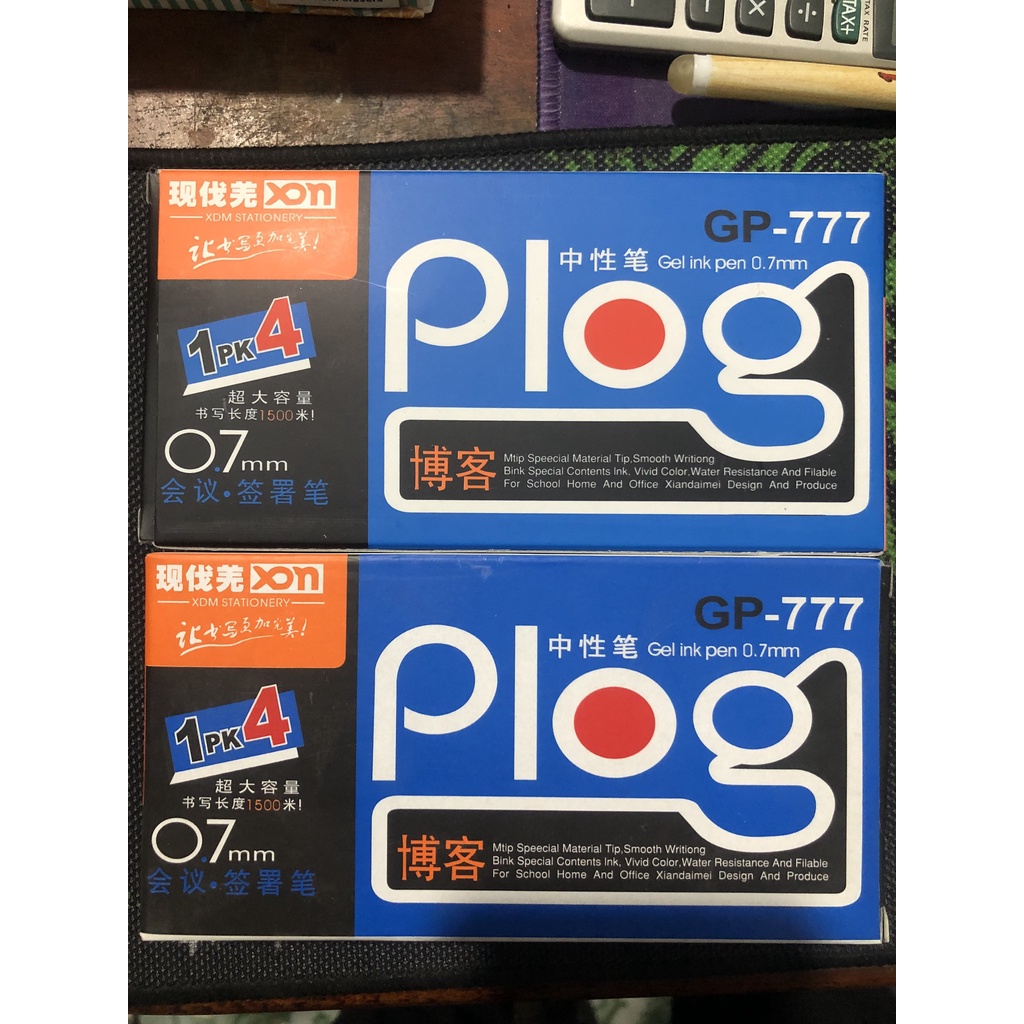 TAX+
TAX RATE
现伐羌 XDM
XDM STATIONERY
让书写更加完美!
GP-777
中性笔 Gel ink pen 0.7mm
Plog
1PK4
超大容量
书写长度1500米!
0.7mm
会议·签署笔
博客
Mtip Speecial Material Tip,Smooth Writiong
Bink Special Contents Ink, Vivid Color,Water Resistance And Filable
For School Home And Office Xiandaimei Design And Produce
现伐羌 XDM
XDM STATIONERY
让书写更加完美!
GP-777
中性笔 Gel ink pen 0.7mm
Plog
1PK4
超大容量
书写长度1500米!
0.7mm
会议·签署笔
博客
Mtip Speecial Material Tip,Smooth Writiong
Bink Special Contents Ink, Vivid Color,Water Resistance And Filable
For School Home And Office Xiandaimei Design And Produce